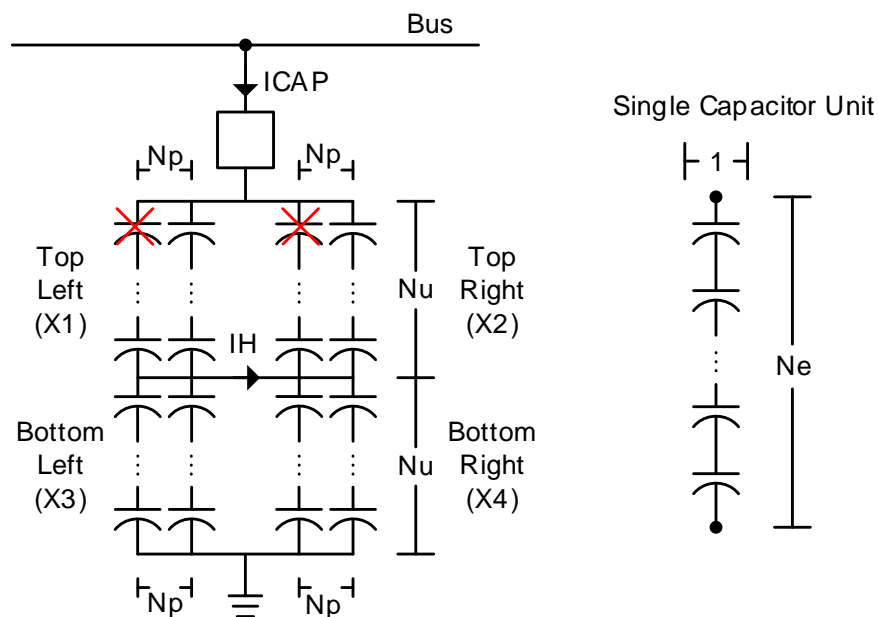 Bus
ICAP
Single Capacitor Unit
1
Np
Np
Top
Left
(X1)
Nu
Top
Right
(X2)
IH
Ne
Bottom
Left
(X3)
Nu
Bottom
Right
(X4)
Np
Np